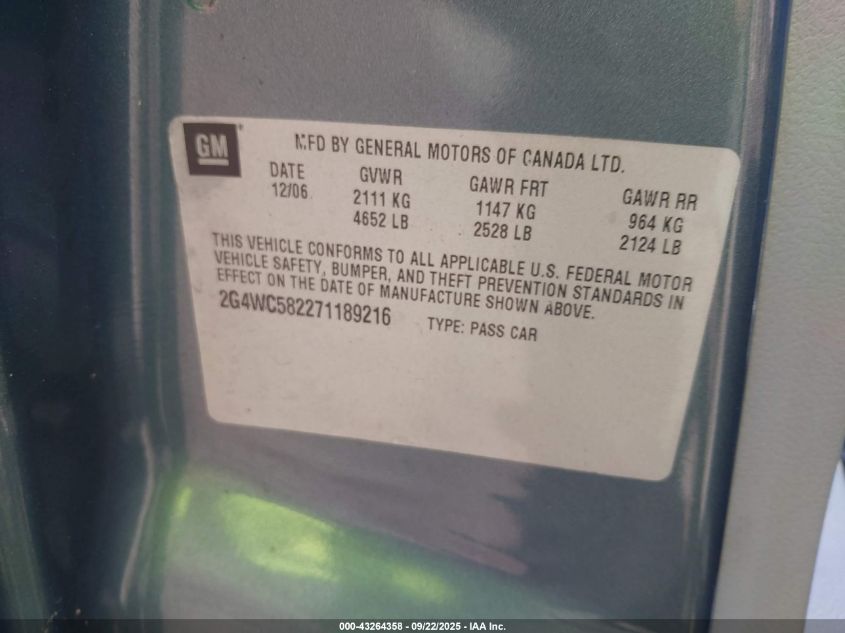 GM
MFD BY GENERAL MOTORS OF CANADA LTD.
DATE GVWR GAWR FRT GAWR RR
12/06 2111 KG 1147 KG 964 KG
4652 LB 2528 LB 2124 LB
THIS VEHICLE CONFORMS TO ALL APPLICABLE U.S. FEDERAL MOTOR
VEHICLE SAFETY, BUMPER, AND THEFT PREVENTION STANDARDS IN
EFFECT ON THE DATE OF MANUFACTURE SHOWN ABOVE.
2G4WC582271189216 TYPE: PASS CAR
000-43264358 - 09/22/2025 - IAA Inc.